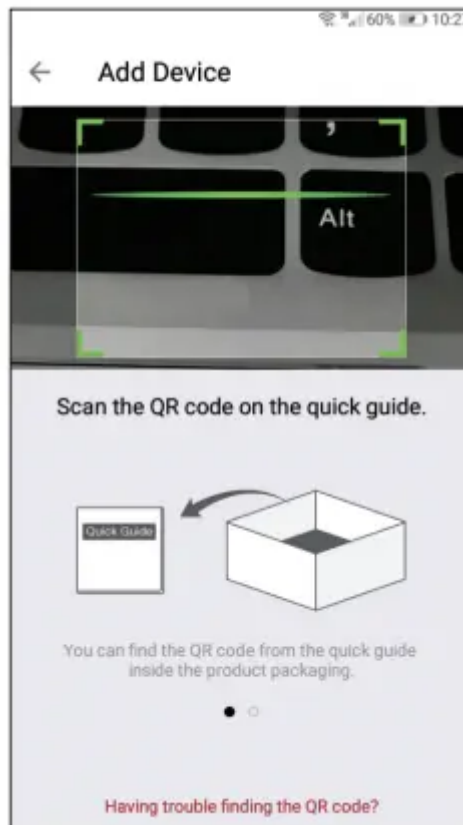 60% 10:2
Add Device
,
Alt
Scan the QR code on the quick guide.
Quick Guide
You can find the QR code from the quick guide
inside the product packaging.
Having trouble finding the QR code?